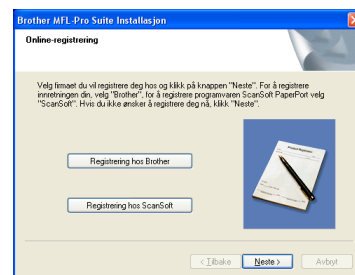 Brother MFL-Pro Suite Installasjon
Online-registrering
Velg firmaet du vil registrere deg hos og klikk på knappen "Neste". For å registrere
innretningen din, velg "Brother", for å registrere programvaren ScanSoft PaperPort velg
"ScanSoft". Hvis du ikke ønsker å registrere deg nå, klikk "Neste".
Registrering hos Brother
Registrering hos ScanSoft
< Tilbake
Neste >
Avbryt